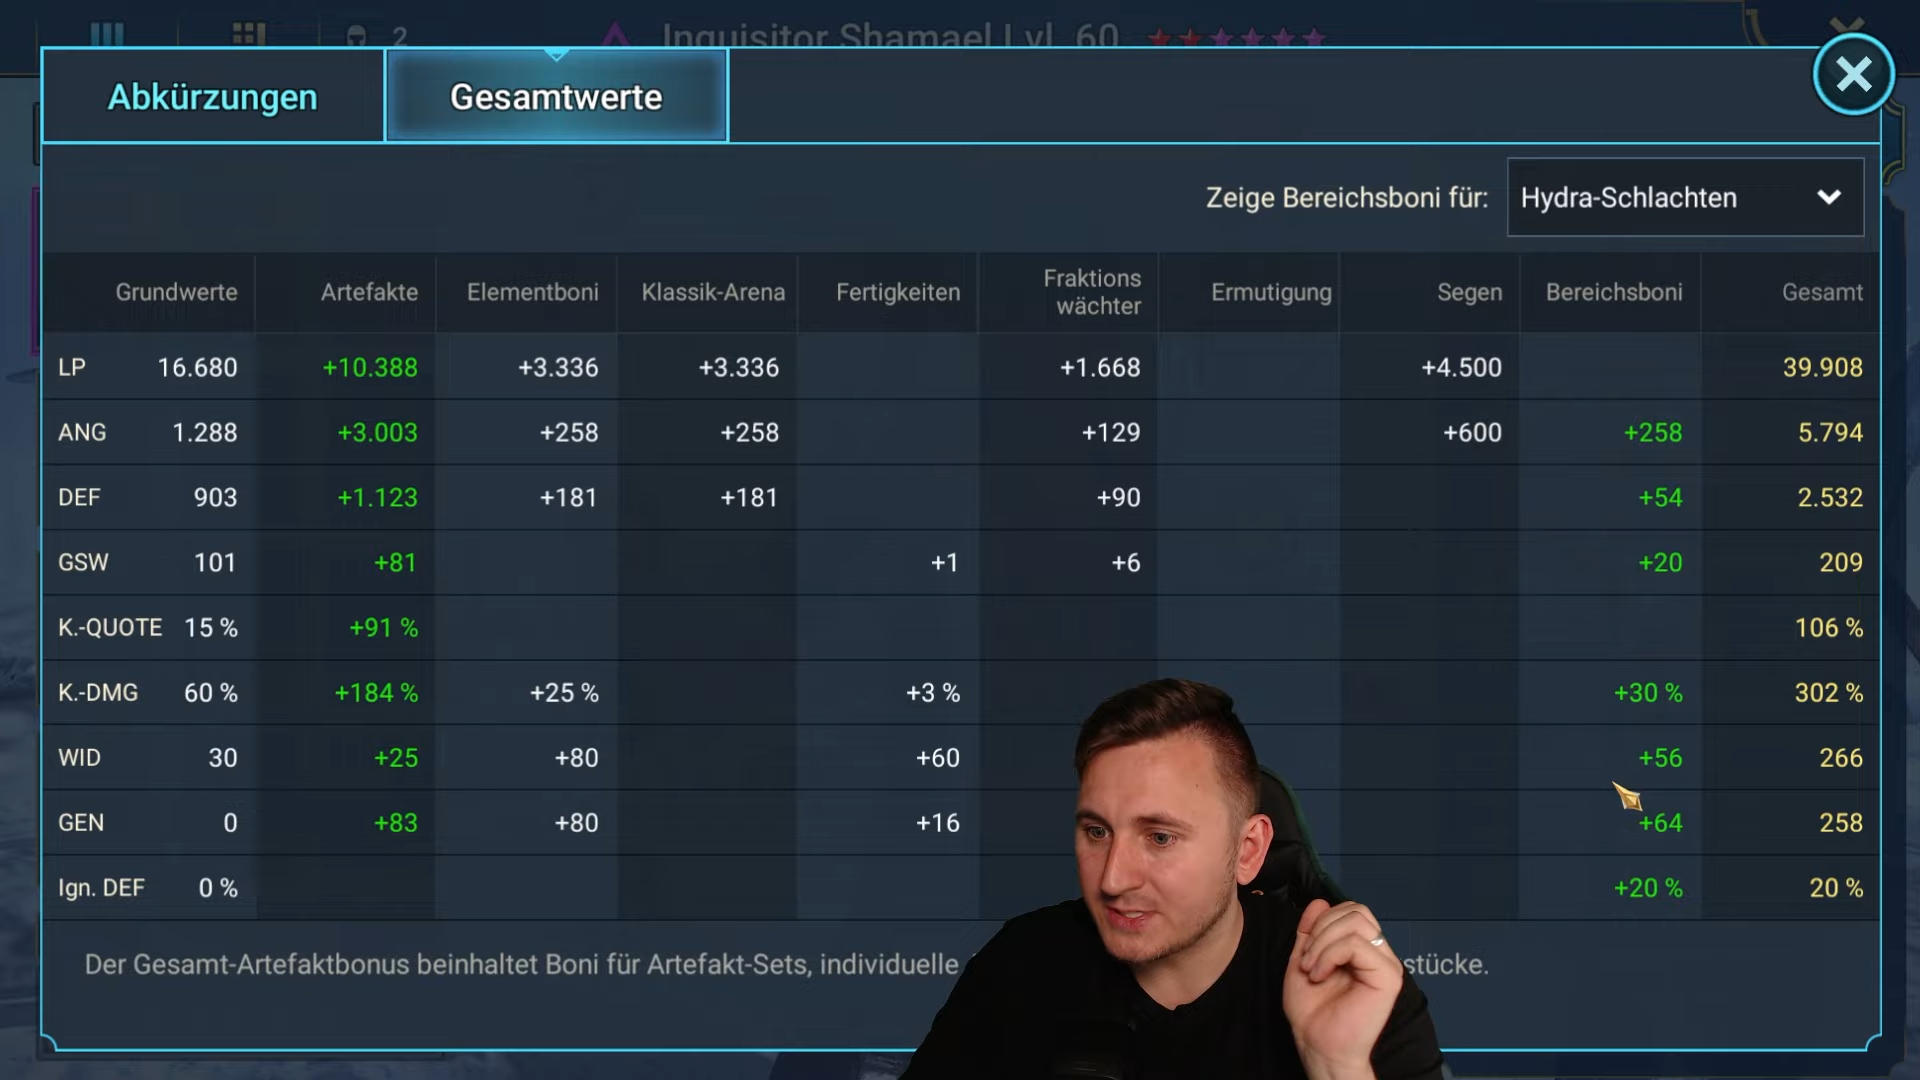 2 Inquisitor Shamael Lvl. 60
Abkürzungen Gesamtwerte
Zeige Bereichsboni für: Hydra-Schlachten
Grundwerte Artefakte Elementboni Klassik-Arena Fertigkeiten Fraktions wächter Ermutigung Segen Bereichsboni Gesamt
LP 16.680 +10.388 +3.336 +3.336 +1.668 +4.500 39.908
ANG 1.288 +3.003 +258 +258 +129 +600 +258 5.794
DEF 903 +1.123 +181 +181 +90 +54 2.532
GSW 101 +81 +1 +6 +20 209
K.-QUOTE 15 % +91 % 106 %
K.-DMG 60 % +184 % +25 % +3 % +30 % 302 %
WID 30 +25 +80 +60 +56 266
GEN 0 +83 +80 +16 +64 258
Ign. DEF 0 % +20 % 20 %
Der Gesamt-Artefaktbonus beinhaltet Boni für Artefakt-Sets, individuelle stücke.